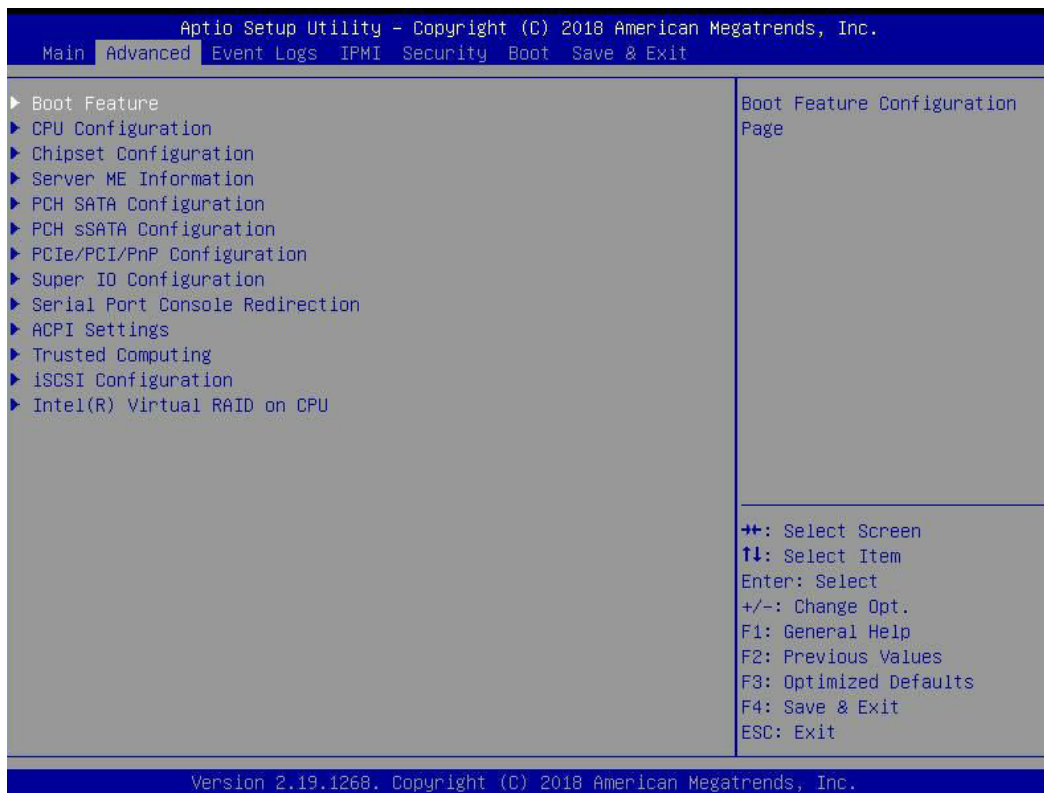 Aptio Setup Utility – Copyright (C) 2018 American Megatrends, Inc.
Main Advanced Event Logs IPMI Security Boot Save & Exit
▶ Boot Feature
▶ CPU Configuration
▶ Chipset Configuration
▶ Server ME Information
▶ PCH SATA Configuration
▶ PCH sSATA Configuration
▶ PCIe/PCI/PnP Configuration
▶ Super IO Configuration
▶ Serial Port Console Redirection
▶ ACPI Settings
▶ Trusted Computing
▶ iSCSI Configuration
▶ Intel(R) Virtual RAID on CPU
Boot Feature Configuration
Page
→←: Select Screen
↑↓: Select Item
Enter: Select
+/-: Change Opt.
F1: General Help
F2: Previous Values
F3: Optimized Defaults
F4: Save & Exit
ESC: Exit
Version 2.19.1268. Copyright (C) 2018 American Megatrends, Inc.